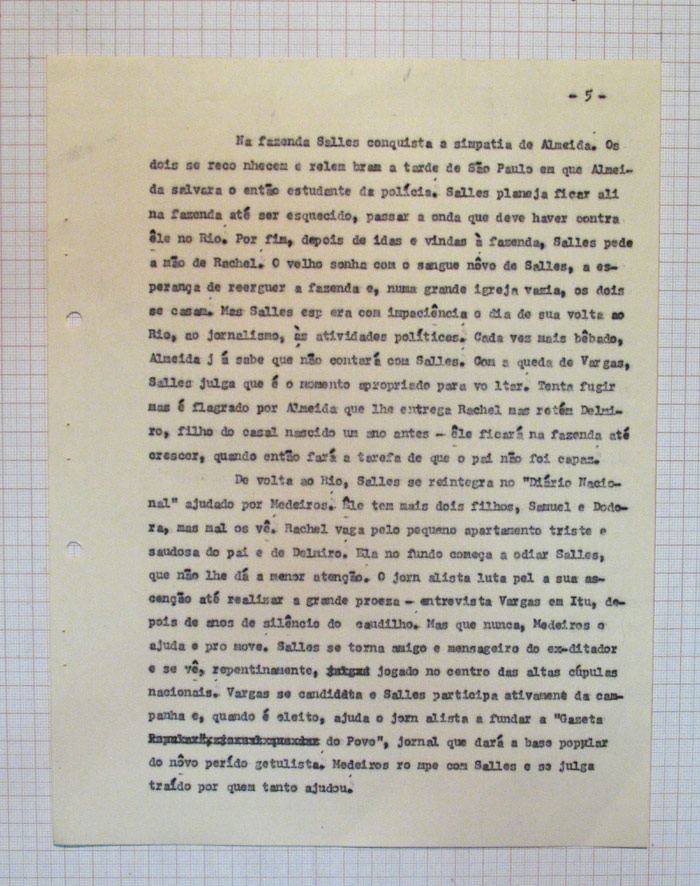 - 5 -
Na fazenda Salles conquista a simpatia de Almeida. Os
dois se reco nhecem e relem bram a tarde de São Paulo em que Almei-
da salvara o então estudante da polícia. Salles planeja ficar ali
na fazenda até ser esquecido, passar a onda que deve haver contra
êle no Rio. Por fim, depois de idas e vindas à fazenda, Salles pede
a mão de Rachel. O velho sonha com o sangue nôvo de Salles, a es-
perança de reerguer a fazenda e, numa grande igreja vazia, os dois
se casam. Mas Salles esp era com impaciência o dia de sua volta ao
Rio, ao jornalismo, às atividades políticas. Cada vez mais bêbado,
Almeida j á sabe que não contará com Salles. Com a queda de Vargas,
Salles julga que é o momento apropriado para vo ltar. Tenta fugir
mas é flagrado por Almeida que lhe entrega Rachel mas retém Delmi-
ro, filho do casal nascido um ano antes - êle ficará na fazenda até
crescer, quando então fará a tarefa de que o pai não foi capaz.
De volta ao Rio, Salles se reintegra no "Diário Nacio-
nal" ajudado por Medeiros. Êle tem mais dois filhos, Samuel e Dodo-
ra, mas mal os vê. Rachel vaga pelo pequeno apartamento triste e
saudosa do pai e de Delmiro. Ela no fundo começa a odiar Salles,
que não lhe dá a menor atenção. O jorn alista luta pel a sua as-
cenção até realizar a grande proeza - entrevista Vargas em Itu, de-
pois de anos de silêncio do caudilho. Mas que nunca, Medeiros o
ajuda e pro move. Salles se torna amigo e mensageiro do ex-ditador
e se vê, repentinamente, jogado no centro das altas cúpulas
nacionais. Vargas se candidata e Salles participa ativament da cam-
panha e, quando é eleito, ajuda o jorn alista a fundar a "Gazeta
do Povo", jornal que dará a base popular
do nôvo perído getulista. Medeiros ro mpe com Salles e se julga
traído por quem tanto ajudou.